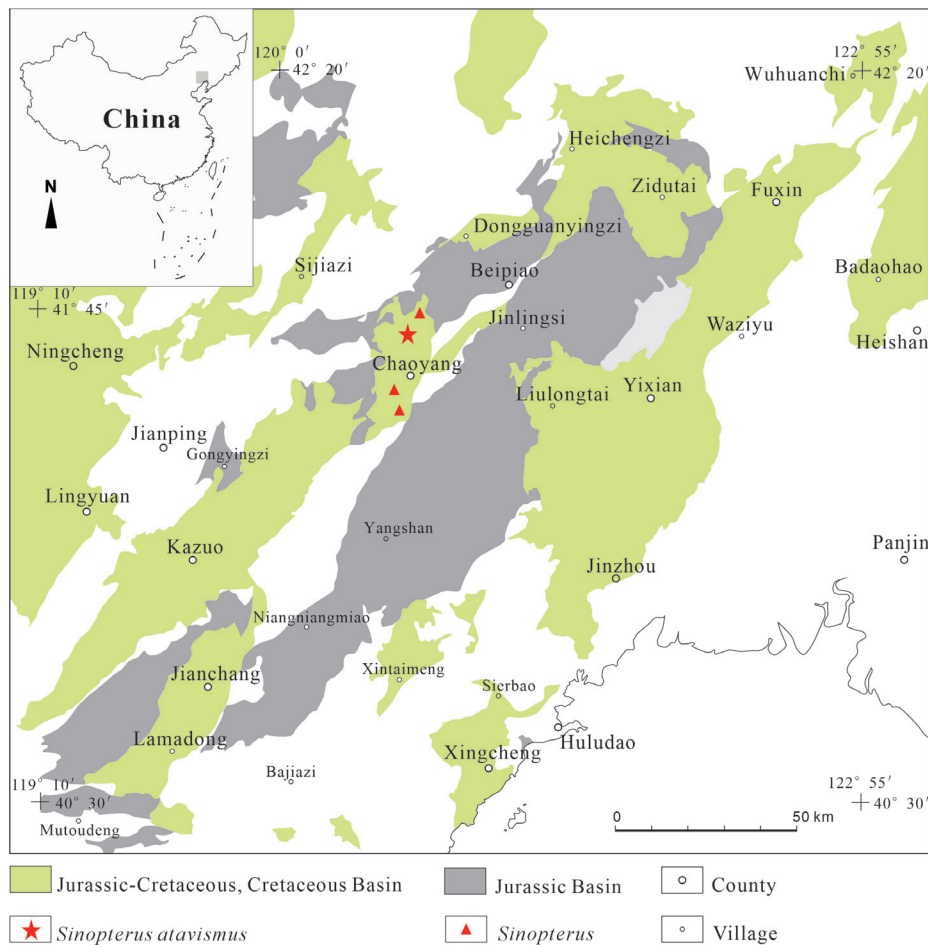 China
N
120° 0′
42° 20′
122° 55′
42° 20′
Wuhuanchi
Heichengzi
Zidutai
Fuxin
Dongguanyingzi
Sijiazi
Beipiao
Badaohao
119° 10′
41° 45′
Jinlingsi
Waziyu
Heishan
Ningcheng
Chaoyang
Liulongtai
Yixian
Jianping
Gongyingzi
Lingyuan
Yangshan
Kazuo
Jinzhou
Panjin
Niangniangmiao
Jianchang
Xintaimeng
Sierbao
Lamadong
Huludao
Xingcheng
Bajiazi
119° 10′
40° 30′
122° 55′
40° 30′
Mutoudeng
0 50 km
Jurassic-Cretaceous, Cretaceous Basin
Jurassic Basin
County
Sinopterus atavismus
Sinopterus
Village